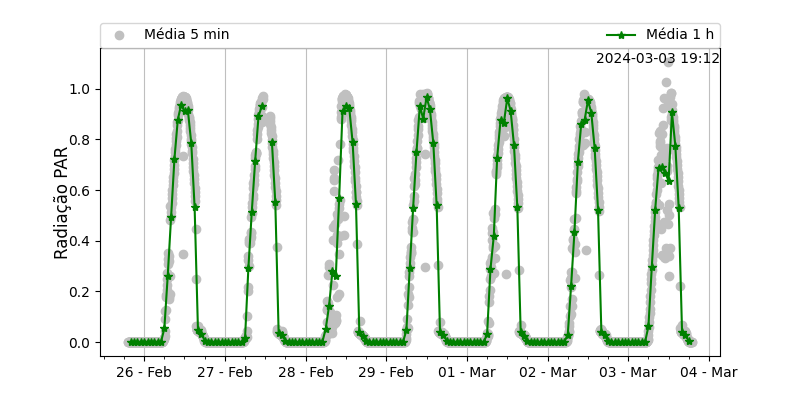 Média 5 min
Média 1 h
2024-03-03 19:12
Radiação PAR
1.0
0.8
0.6
0.4
0.2
0.0
26 - Feb
27 - Feb
28 - Feb
29 - Feb
01 - Mar
02 - Mar
03 - Mar
04 - Mar